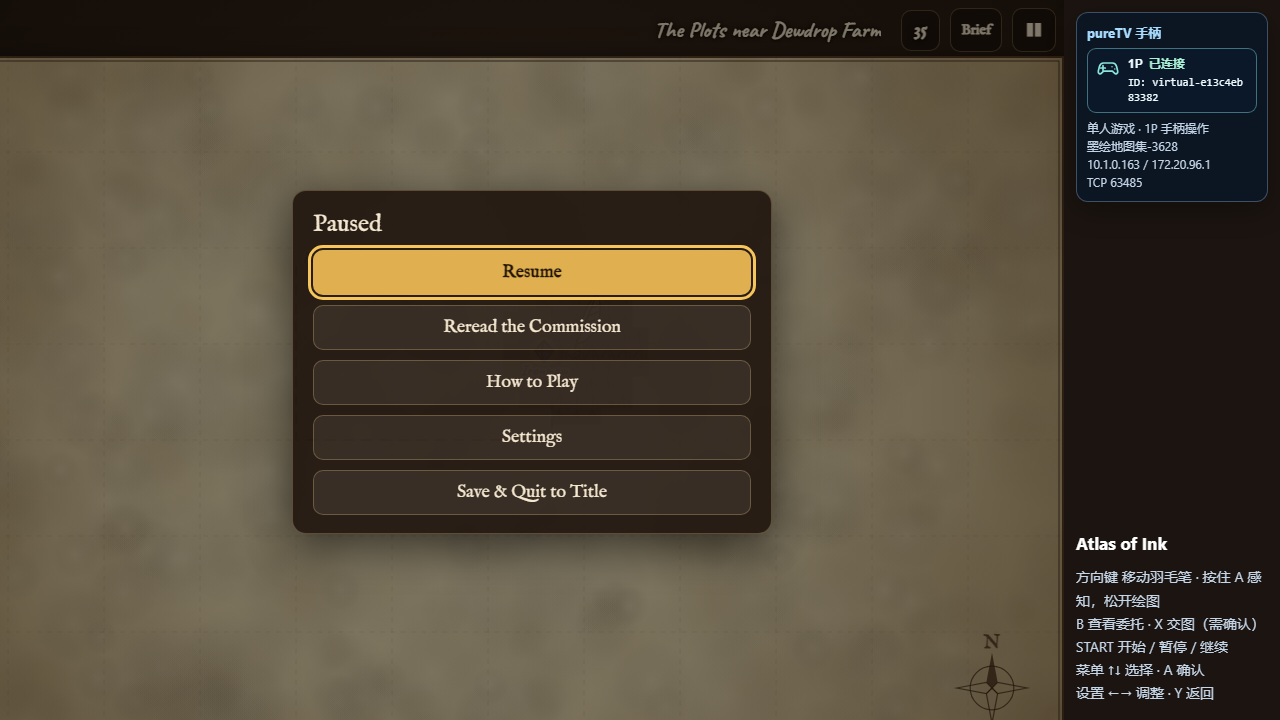 The Plots near Dewdrop Farm
35
Brief
Paused
Resume
Reread the Commission
How to Play
Settings
Save & Quit to Title
N
pureTV 手柄
1P 已连接
ID: virtual-e13c4eb
83382
单人游戏 · 1P 手柄操作
墨绘地图集-3628
10.1.0.163 / 172.20.96.1
TCP 63485
Atlas of Ink
方向键 移动羽毛笔 · 按住 A 感
知，松开绘图
B 查看委托 · X 交图（需确认）
START 开始 / 暂停 / 继续
菜单 ↑↓ 选择 · A 确认
设置 ←→ 调整 · Y 返回